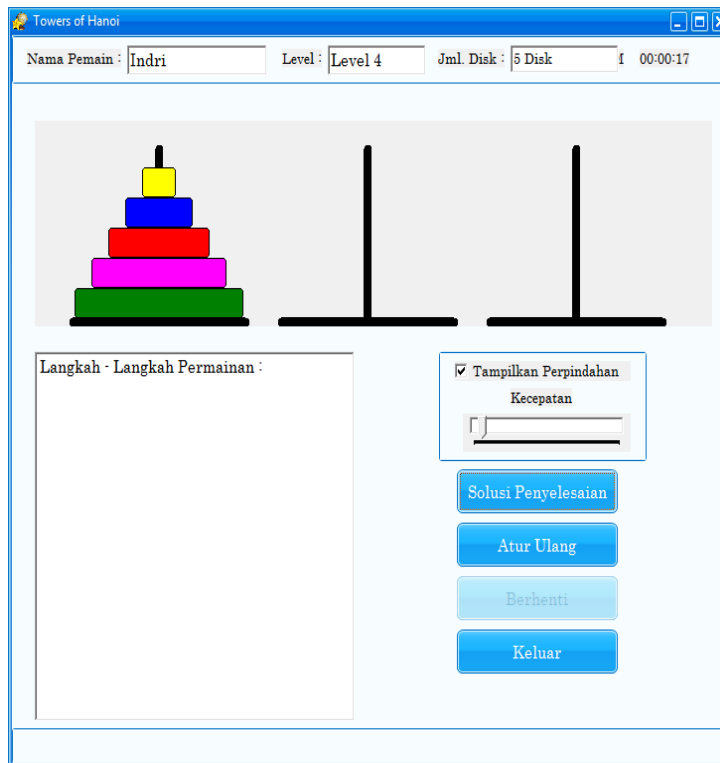 Towers of Hanoi
Nama Pemain : Indri Level : Level 4 Jml. Disk : 5 Disk 00:00:17
Langkah - Langkah Permainan :
Tampilkan Perpindahan
Kecepatan
Solusi Penyelesaian
Atur Ulang
Berhenti
Keluar